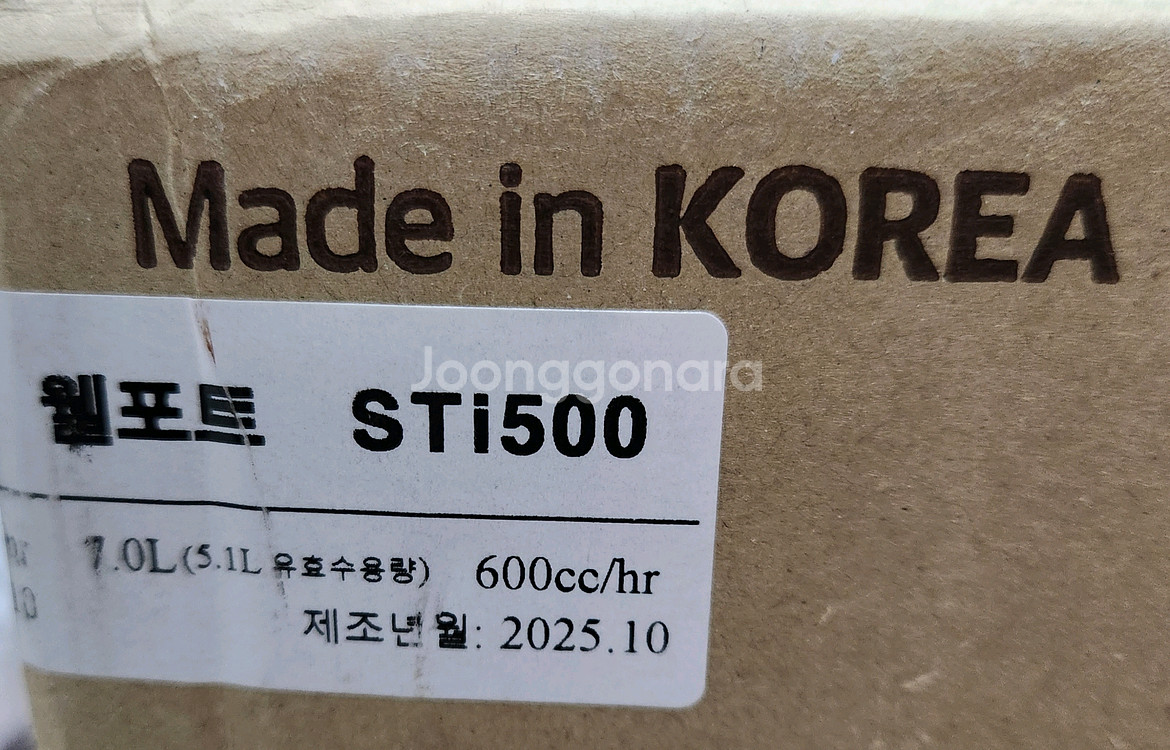 Made in KOREA
Joonggonara
웰포트 STi500
7.0L(5.1L 유효수용량) 600cc/hr
제조년월: 2025.10